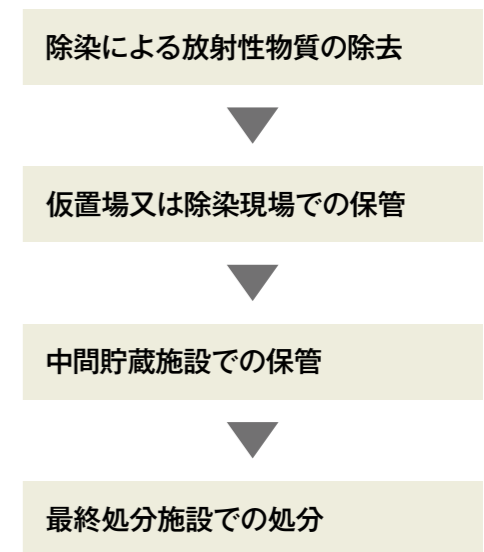 除染による放射性物質の除去
仮置場又は除染現場での保管
中間貯蔵施設での保管
最終処分施設での処分